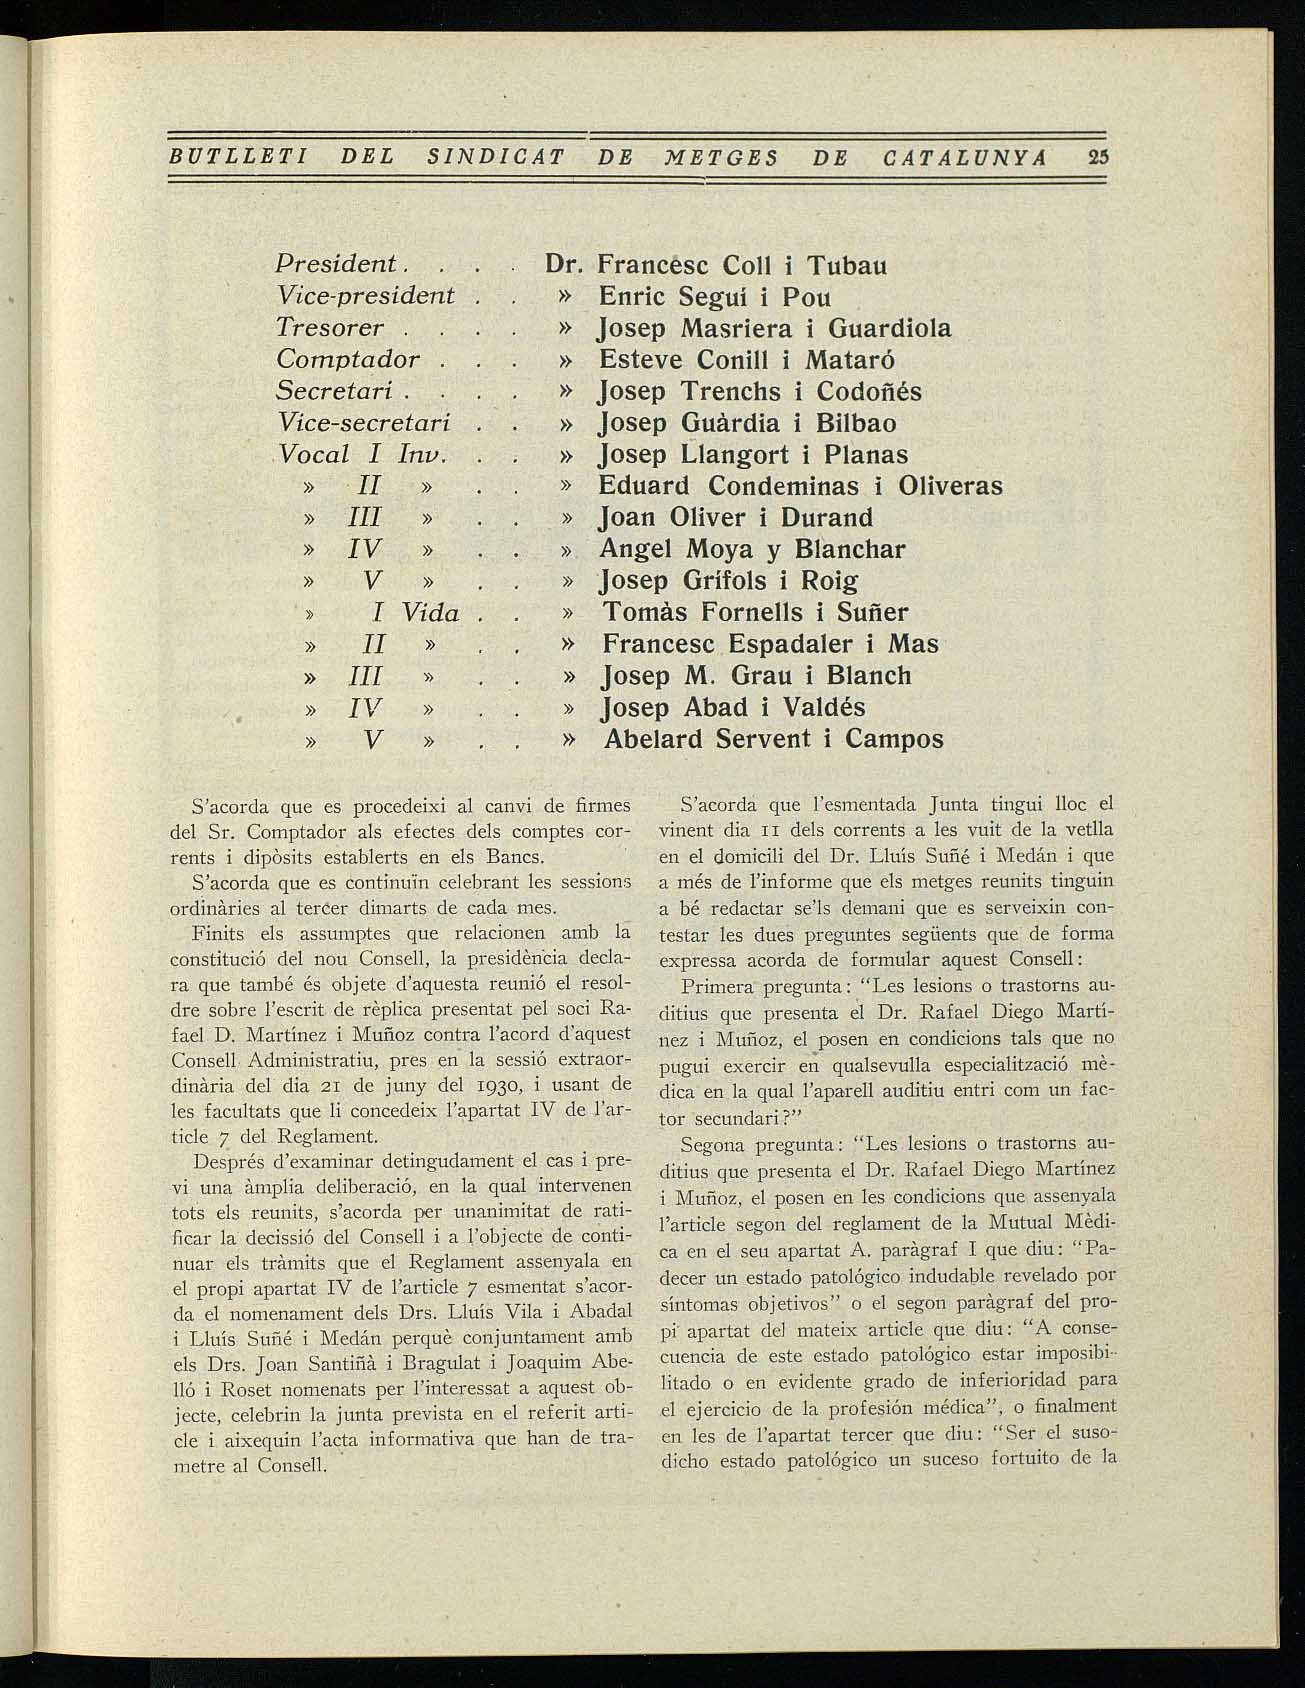 BUTLLETI DEL SINDICAT DE METGES DE CATALUNYA 25
President. . . . Dr. Francesc Coll i Tubau
Vice-president . . » Enric Seguí i Pou
Tresorer . . . . » Josep Masriera i Guardiola
Comptador . . . » Esteve Conill i Mataró
Secretari . . . . » Josep Trenchs i Codoñés
Vice-secretari . . » Josep Guàrdia i Bilbao
Vocal I Inv. . . » Josep Llangort i Planas
» II » . . » Eduard Condeminas i Oliveras
» III » . . » Joan Oliver i Durand
» IV » . . » Angel Moya y Blanchar
» V » . . » Josep Grífols i Roig
» I Vida . . » Tomàs Fornells i Suñer
» II » . . » Francesc Espadaler i Mas
» III » . . » Josep M. Grau i Blanch
» IV » . . » Josep Abad i Valdés
» V » . . » Abelard Servent i Campos
S'acorda que es procedeixi al canvi de firmes
del Sr. Comptador als efectes dels comptes cor-
rents i dipòsits establerts en els Bancs.
S'acorda que es continuïn celebrant les sessions
ordinàries al tercer dimarts de cada mes.
Finits els assumptes que relacionen amb la
constitució del nou Consell, la presidència decla-
ra que també és objete d'aquesta reunió el resol-
dre sobre l'escrit de rèplica presentat pel soci Ra-
fael D. Martínez i Muñoz contra l'acord d'aquest
Consell Administratiu, pres en la sessió extraor-
dinària del dia 21 de juny del 1930, i usant de
les facultats que li concedeix l'apartat IV de l'ar-
ticle 7 del Reglament.
Després d'examinar detingudament el cas i pre-
vi una àmplia deliberació, en la qual intervenen
tots els reunits, s'acorda per unanimitat de rati-
ficar la decissió del Consell i a l'objecte de conti-
nuar els tràmits que el Reglament assenyala en
el propi apartat IV de l'article 7 esmentat s'acor-
da el nomenament dels Drs. Lluís Vila i Abadal
i Lluís Suñé i Medán perquè conjuntament amb
els Drs. Joan Santiñà i Bragulat i Joaquim Abe-
lló i Roset nomenats per l'interessat a aquest ob-
jecte, celebrin la junta prevista en el referit arti-
cle i aixequin l'acta informativa que han de tra-
metre al Consell.
S'acorda que l'esmentada Junta tingui lloc el
vinent dia 11 dels corrents a les vuit de la vetlla
en el domicili del Dr. Lluís Suñé i Medán i que
a més de l'informe que els metges reunits tinguin
a bé redactar se'ls demani que es serveixin con-
testar les dues preguntes següents que de forma
expressa acorda de formular aquest Consell:
Primera pregunta: "Les lesions o trastorns au-
ditius que presenta el Dr. Rafael Diego Martí-
nez i Muñoz, el posen en condicions tals que no
pugui exercir en qualsevulla especialització mè-
dica en la qual l'aparell auditiu entri com un fac-
tor secundari?"
Segona pregunta: "Les lesions o trastorns au-
ditius que presenta el Dr. Rafael Diego Martínez
i Muñoz, el posen en les condicions que assenyala
l'article segon del reglament de la Mutual Mèdi-
ca en el seu apartat A. paràgraf I que diu: "Pa-
decer un estado patológico indudable revelado por
síntomas objetivos" o el segon paràgraf del pro-
pi apartat del mateix article que diu: "A conse-
cuencia de este estado patológico estar imposibi-
litado o en evidente grado de inferioridad para
el ejercicio de la profesión médica", o finalment
en les de l'apartat tercer que diu: "Ser el suso-
dicho estado patológico un suceso fortuito de la